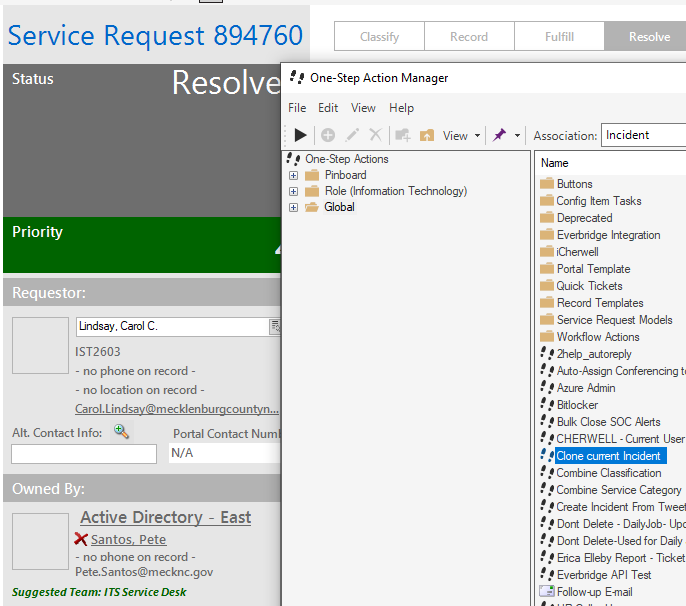 Service Request 894760
Classify
Record
Fulfill
Resolve
Status
Resolve
Priority
Requestor:
Lindsay, Carol C.
IST2603
- no phone on record -
- no location on record -
Carol.Lindsay@mecklenburgcountyn...
Alt. Contact Info:
Portal Contact Num
N/A
Owned By:
Active Directory - East
Santos, Pete
- no phone on record -
Pete.Santos@mecknc.gov
Suggested Team: ITS Service Desk
One-Step Action Manager
File Edit View Help
View
Association: Incident
One-Step Actions
Pinboard
Role (Information Technology)
Global
Name
Buttons
Config Item Tasks
Deprecated
Everbridge Integration
iCherwell
Portal Template
Quick Tickets
Record Templates
Service Request Models
Workflow Actions
2help_autoreply
Auto-Assign Conferencing to
Azure Admin
Bitlocker
Bulk Close SOC Alerts
CHERWELL - Current User
Clone current Incident
Combine Classification
Combine Service Category
Create Incident From Tweet
Dont Delete - DailyJob- Upd
Dont Delete-Used for Daily
Erica Elleby Report - Ticket
Everbridge API Test
Follow-up E-mail